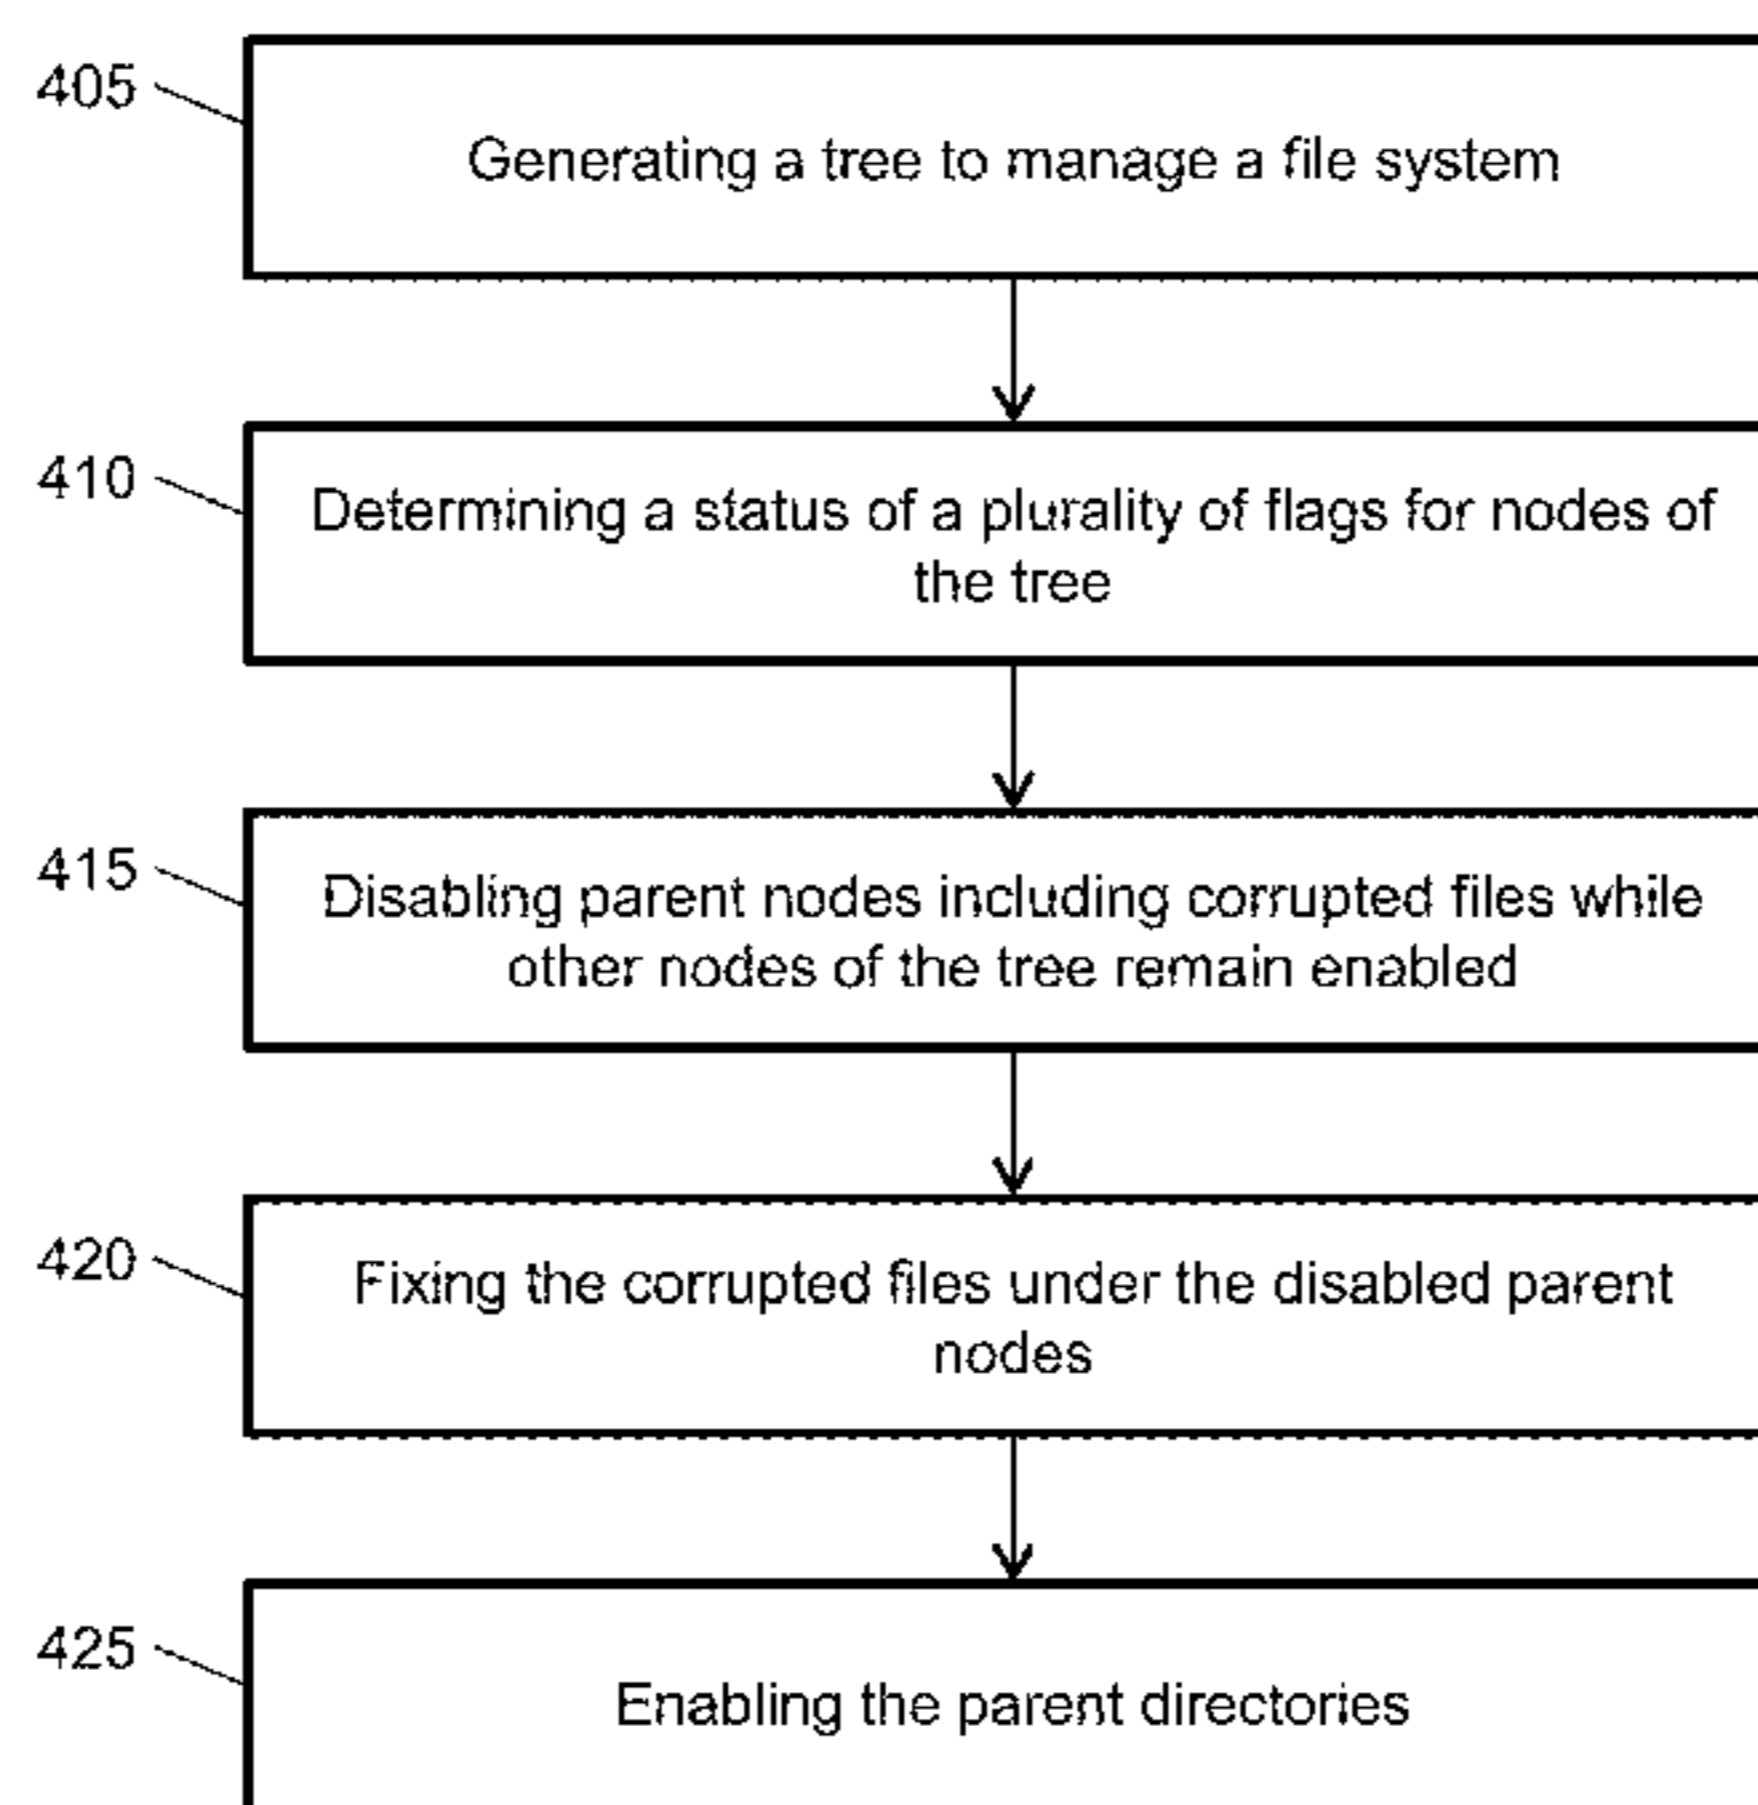 405
Generating a tree to manage a file system
410
Determining a status of a plurality of flags for nodes of
the tree
415
Disabling parent nodes including corrupted files while
other nodes of the tree remain enabled
420
Fixing the corrupted files under the disabled parent
nodes
425
Enabling the parent directories